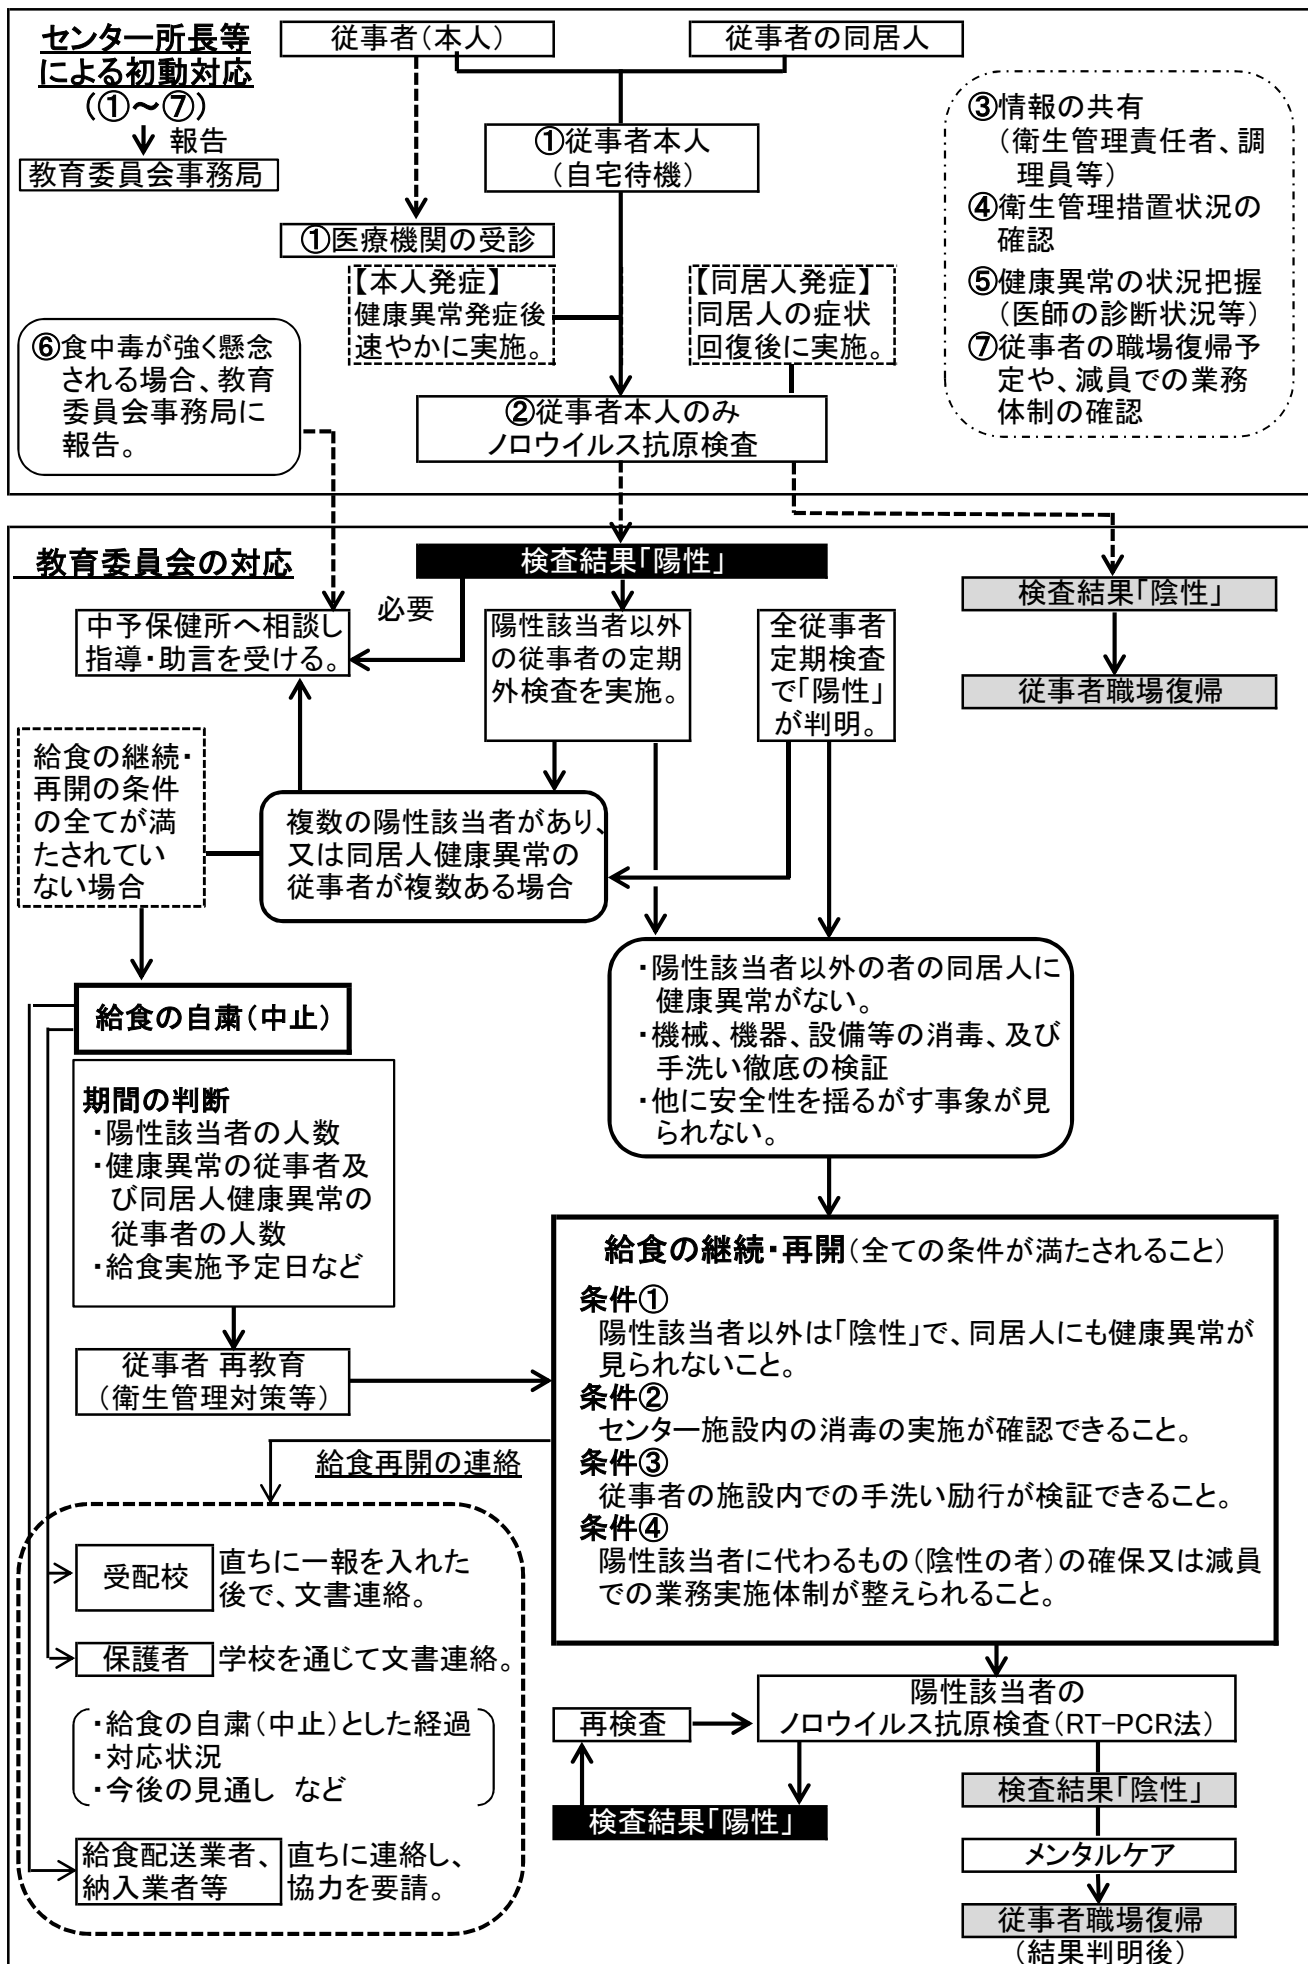 センター所長等
による初動対応
(①～⑦)
報告
教育委員会事務局
従事者(本人)
従事者の同居人
①従事者本人
(自宅待機)
①医療機関の受診
【本人発症】
健康異常発症後
速やかに実施。
【同居人発症】
同居人の症状
回復後に実施。
③情報の共有
(衛生管理責任者、調
理員等)
④衛生管理措置状況の
確認
⑤健康異常の状況把握
(医師の診断状況等)
⑦従事者の職場復帰予
定や、減員での業務
体制の確認
⑥食中毒が強く懸念
される場合、教育
委員会事務局に
報告。
②従事者本人のみ
ノロウイルス抗原検査
教育委員会の対応
検査結果「陽性」
検査結果「陰性」
従事者職場復帰
中予保健所へ相談し
指導・助言を受ける。
必要
陽性該当者以外
の従事者の定期
外検査を実施。
全従事者
定期検査
で「陽性」
が判明。
給食の継続・
再開の条件
の全てが満
たされてい
ない場合
複数の陽性該当者があり、
又は同居人健康異常の
従事者が複数ある場合
・陽性該当者以外の者の同居人に
健康異常がない。
・機械、機器、設備等の消毒、及び
手洗い徹底の検証
・他に安全性を揺るがす事象が見
られない。
給食の自粛(中止)
期間の判断
・陽性該当者の人数
・健康異常の従事者及
び同居人健康異常の
従事者の人数
・給食実施予定日など
従事者 再教育
(衛生管理対策等)
給食の継続・再開(全ての条件が満たされること)
条件①
陽性該当者以外は「陰性」で、同居人にも健康異常が
見られないこと。
条件②
センター施設内の消毒の実施が確認できること。
条件③
従事者の施設内での手洗い励行が検証できること。
条件④
陽性該当者に代わるもの(陰性の者)の確保又は減員
での業務実施体制が整えられること。
給食再開の連絡
受配校
直ちに一報を入れた
後で、文書連絡。
保護者
学校を通じて文書連絡。
・給食の自粛(中止)とした経過
・対応状況
・今後の見通し など
給食配送業者、
納入業者等
直ちに連絡し、
協力を要請。
再検査
陽性該当者の
ノロウイルス抗原検査(RT-PCR法)
検査結果「陽性」
検査結果「陰性」
メンタルケア
従事者職場復帰
(結果判明後)